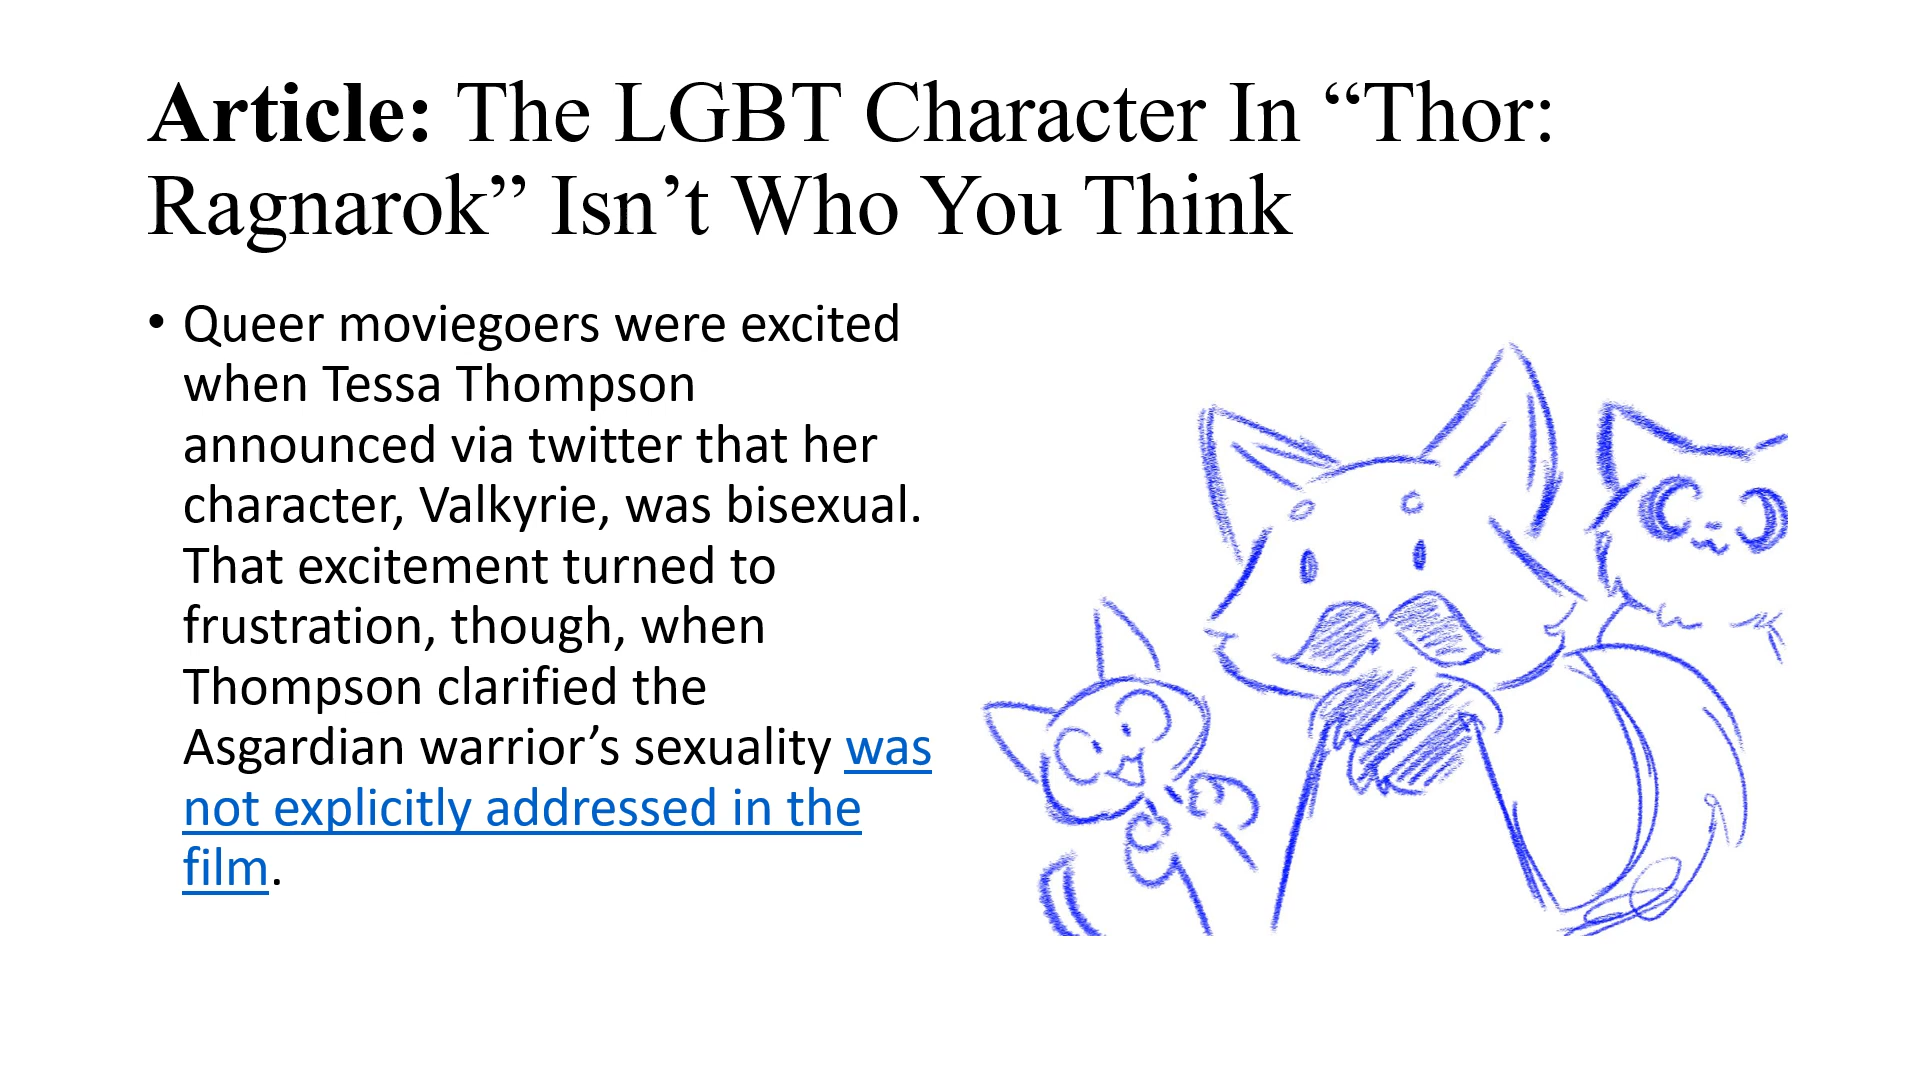 Article: The LGBT Character In “Thor:
Ragnarok” Isn’t Who You Think
• Queer moviegoers were excited
when Tessa Thompson
announced via twitter that her
character, Valkyrie, was bisexual.
That excitement turned to
frustration, though, when
Thompson clarified the
Asgardian warrior’s sexuality was
not explicitly addressed in the
film.